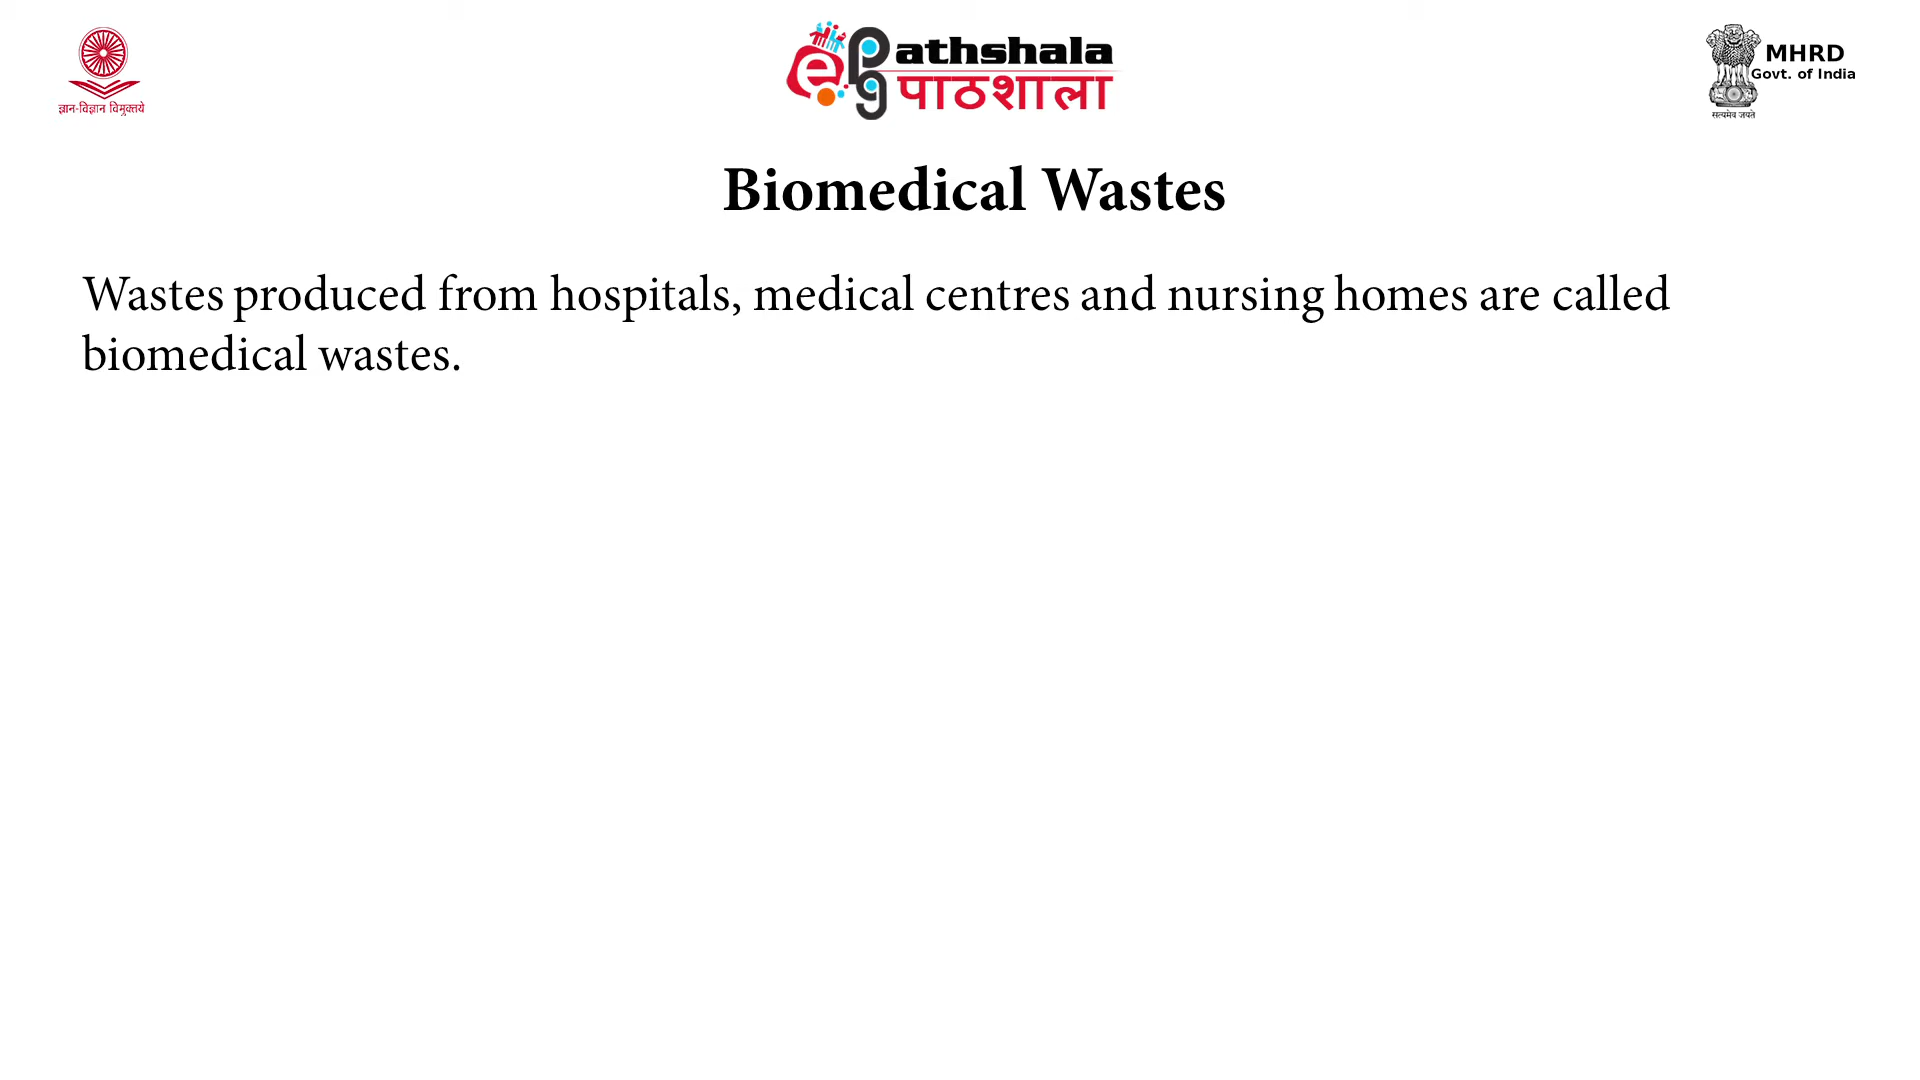 ज्ञान-विज्ञान विमुक्तये
e pg athshala
पाठशाला
MHRD
Govt. of India
सत्यमेव जयते
Biomedical Wastes
Wastes produced from hospitals, medical centres and nursing homes are called
biomedical wastes.